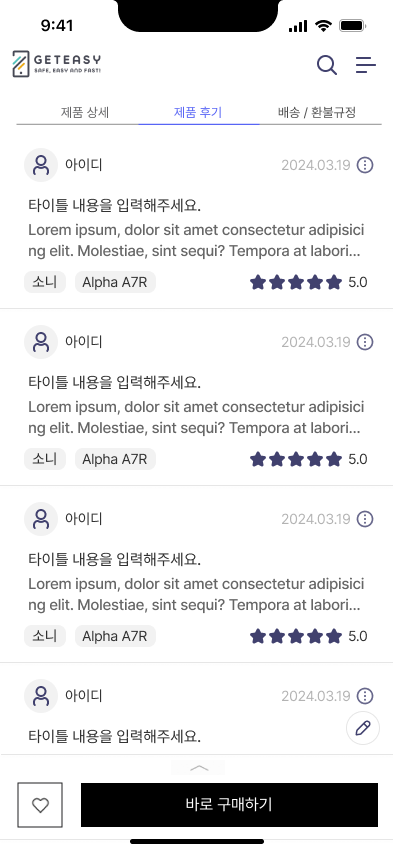 9:41
GETEASY
SAFE, EASY AND FAST!
제품 상세
제품 후기
배송 / 환불규정
아이디
2024.03.19
타이틀 내용을 입력해주세요.
Lorem ipsum, dolor sit amet consectetur adipisici
ng elit. Molestiae, sint sequi? Tempora at labori...
소니
Alpha A7R
5.0
아이디
2024.03.19
타이틀 내용을 입력해주세요.
Lorem ipsum, dolor sit amet consectetur adipisici
ng elit. Molestiae, sint sequi? Tempora at labori...
소니
Alpha A7R
5.0
아이디
2024.03.19
타이틀 내용을 입력해주세요.
Lorem ipsum, dolor sit amet consectetur adipisici
ng elit. Molestiae, sint sequi? Tempora at labori...
소니
Alpha A7R
5.0
아이디
2024.03.19
타이틀 내용을 입력해주세요.
바로 구매하기